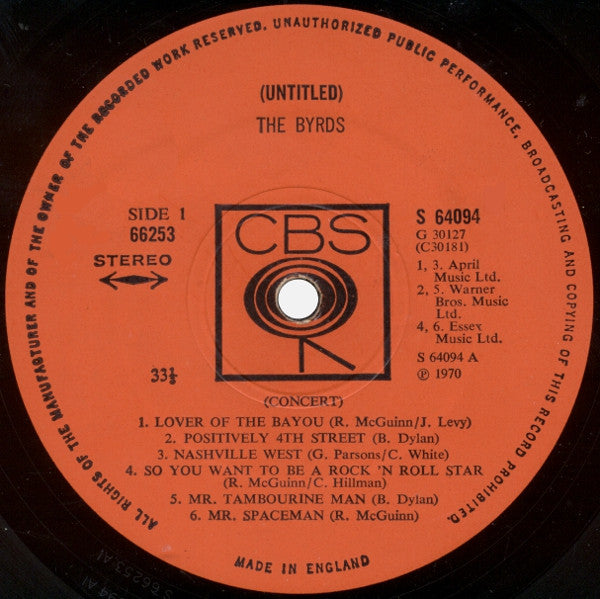 ALL RIGHTS OF THE MANUFACTURER AND OF THE OWNER OF THE RECORDED WORK RESERVED. UNAUTHORIZED PUBLIC PERFORMANCE, BROADCASTING AND COPYING OF THIS RECORD PROHIBITED.
(UNTITLED)
THE BYRDS
SIDE 1
66253
STEREO
33⅓
CBS
S 64094
G 30127
(C30181)
1, 3. April
Music Ltd.
2, 5. Warner
Bros. Music
Ltd.
4, 6. Essex
Music Ltd.
S 64094 A
℗ 1970
(CONCERT)
1. LOVER OF THE BAYOU (R. McGuinn/J. Levy)
2. POSITIVELY 4TH STREET (B. Dylan)
3. NASHVILLE WEST (G. Parsons/C. White)
4. SO YOU WANT TO BE A ROCK 'N ROLL STAR
(R. McGuinn/C. Hillman)
5. MR. TAMBOURINE MAN (B. Dylan)
6. MR. SPACEMAN (R. McGuinn)
MADE IN ENGLAND